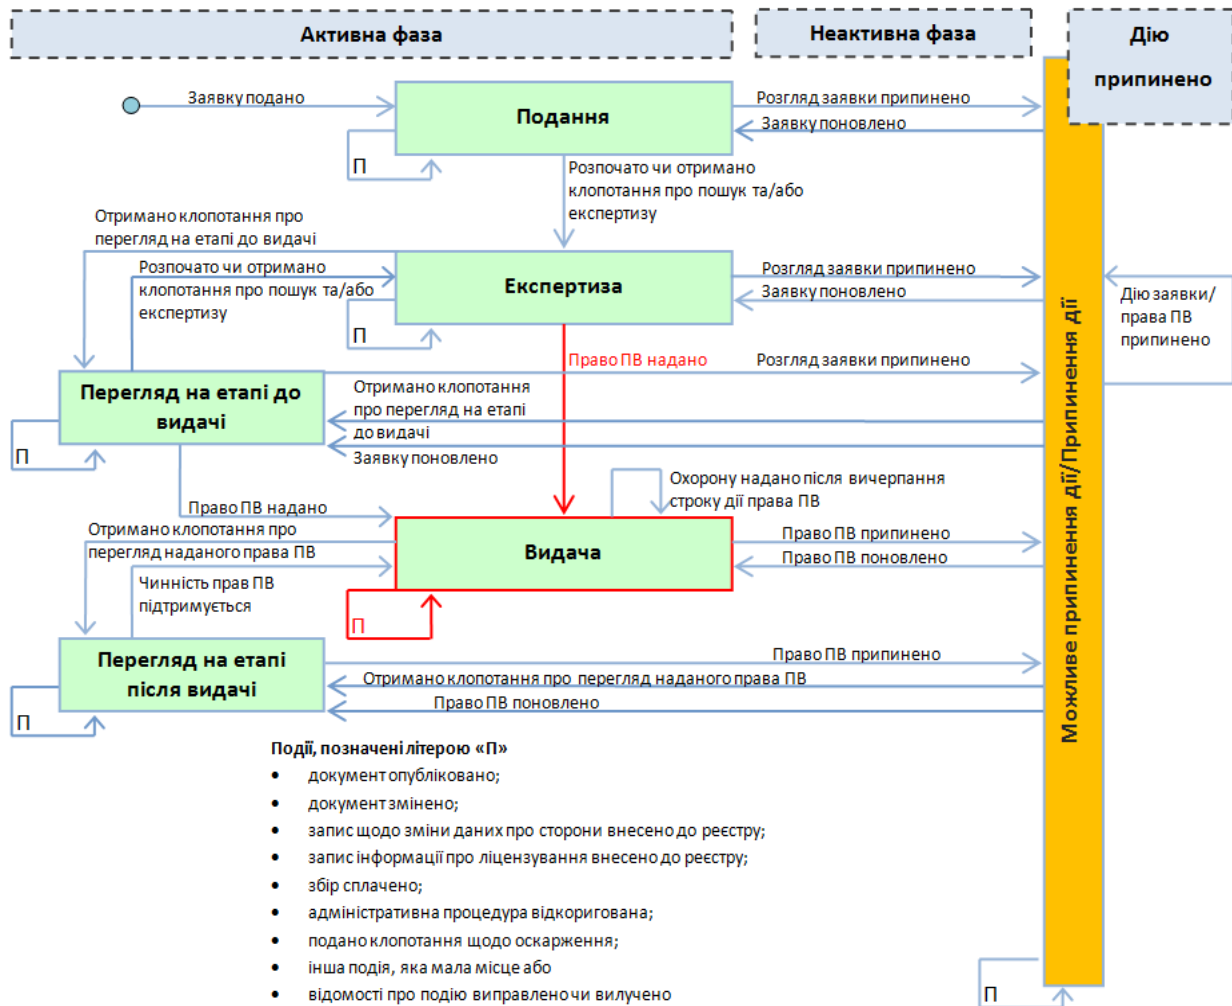 Активна фаза
Неактивна фаза
Дію
припинено
Заявку подано
Подання
Розгляд заявки припинено
Заявку поновлено
П
Розпочато чи отримано
клопотання про пошук та/або
експертизу
Отримано клопотання про
перегляд на етапі до видачі
Розпочато чи отримано
клопотання про пошук та/або
експертизу
Експертиза
Розгляд заявки припинено
Заявку поновлено
П
Дію заявки/
права ПВ
припинено
Право ПВ надано
Розгляд заявки припинено
Перегляд на етапі до
видачі
Отримано клопотання
про перегляд на етапі
до видачі
Заявку поновлено
П
Право ПВ надано
Охорону надано після вичерпання
строку дії права ПВ
Отримано клопотання про
перегляд наданого права ПВ
Видача
Право ПВ припинено
Право ПВ поновлено
Чинність прав ПВ
підтримується
П
Перегляд на етапі
після видачі
Право ПВ припинено
Отримано клопотання про перегляд наданого права ПВ
Право ПВ поновлено
П
Можливе припинення дії/Припинення дії
Події, позначені літерою «П»
• документ опубліковано;
• документ змінено;
• запис щодо зміни даних про сторони внесено до реєстру;
• запис інформації про ліцензування внесено до реєстру;
• збір сплачено;
• адміністративна процедура відкоригована;
• подано клопотання щодо оскарження;
• інша подія, яка мала місце або
• відомості про подію виправлено чи вилучено
П